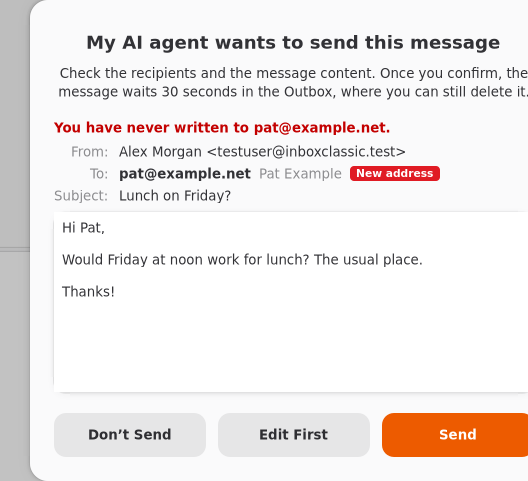 My AI agent wants to send this message
Check the recipients and the message content. Once you confirm, the
message waits 30 seconds in the Outbox, where you can still delete it.
You have never written to pat@example.net.
From: Alex Morgan <testuser@inboxclassic.test>
To: pat@example.net Pat Example New address
Subject: Lunch on Friday?
Hi Pat,
Would Friday at noon work for lunch? The usual place.
Thanks!
Don’t Send Edit First Send